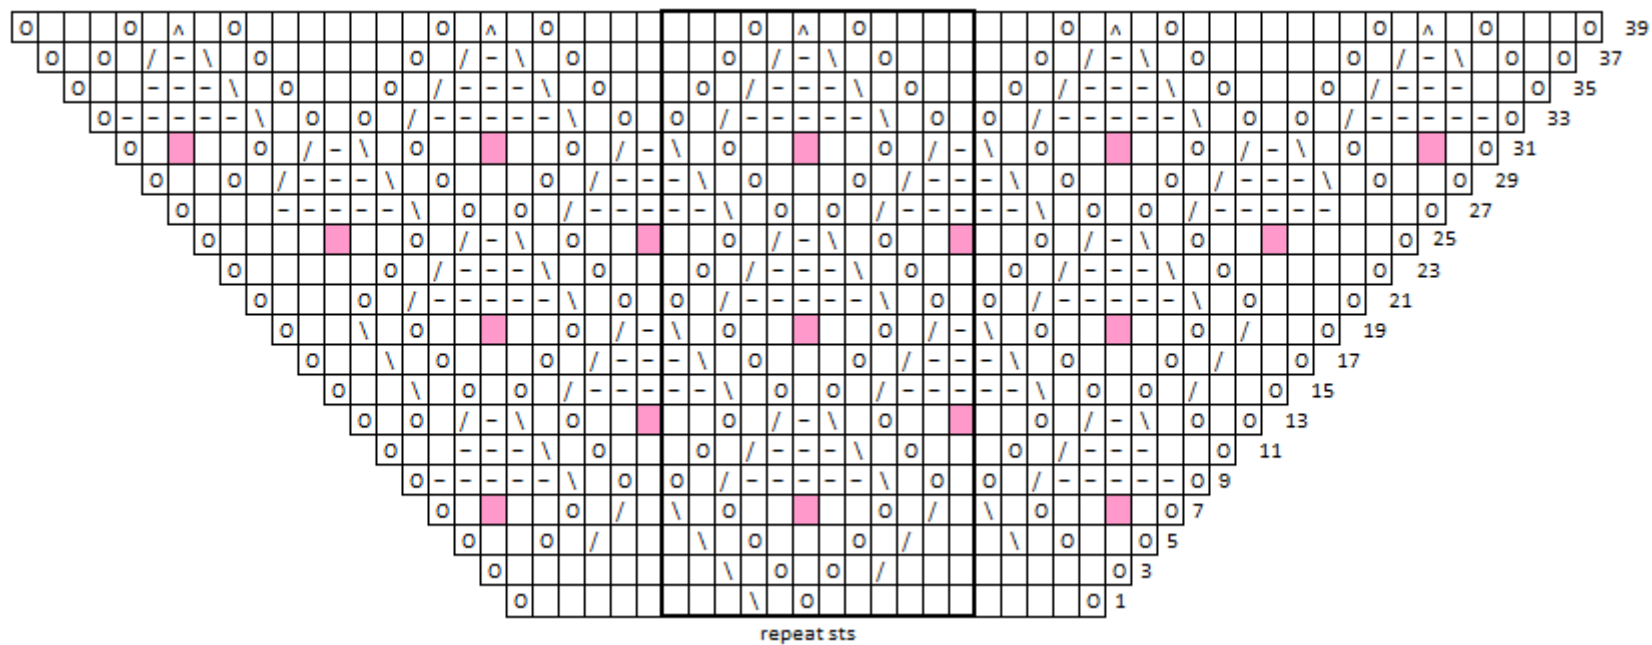 O O ^ O O ^ O O ^ O O ^ O O ^ O O 39
O O / - \ O O / - \ O O / - \ O O / - \ O O / - \ O O 37
O - - - \ O O / - - - \ O O / - - - \ O O / - - - \ O O / - - - O 35
O - - - - - \ O O / - - - - - \ O O / - - - - - \ O O / - - - - - \ O O / - - - - - O 33
O O / - \ O O / - \ O O / - \ O O / - \ O O 31
O O / - - - \ O O / - - - \ O O / - - - \ O O / - - - \ O O 29
O - - - - - \ O O / - - - - - \ O O / - - - - - \ O O / - - - - - O 27
O O / - \ O O / - \ O O / - \ O O 25
O O / - - - \ O O / - - - \ O O / - - - \ O O 23
O O / - - - - - \ O O / - - - - - \ O O / - - - - - \ O O 21
O \ O O / - \ O O / - \ O O / O 19
O \ O O / - - - \ O O / - - - \ O O / O 17
O \ O O / - - - - - \ O O / - - - - - \ O O / O 15
O O / - \ O O / - \ O O / - \ O O 13
O - - - \ O O / - - - \ O O / - - - O 11
O - - - - - \ O O / - - - - - \ O O / - - - - - O 9
O O / \ O O / \ O O 7
O O / \ O O / \ O O 5
O \ O O / O 3
O \ O O 1
repeat sts